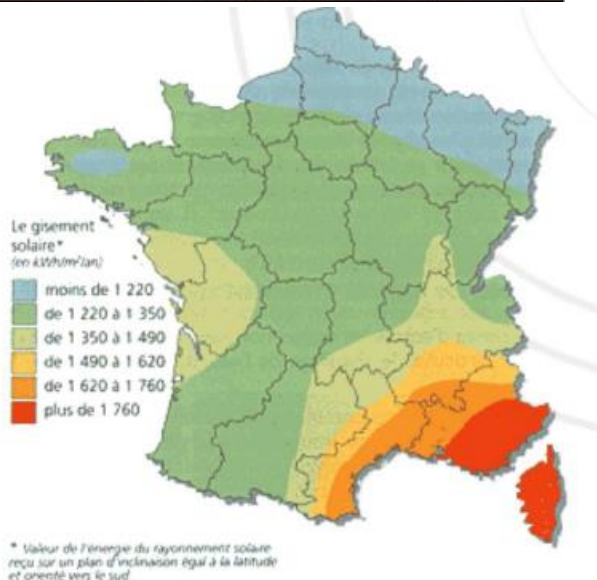 Le gisement
solaire*
(en kWh/m²/an)
moins de 1 220
de 1 220 à 1 350
de 1 350 à 1 490
de 1 490 à 1 620
de 1 620 à 1 760
plus de 1 760
* Valeur de l'énergie du rayonnement solaire
reçu sur un plan d'inclinaison égal à la latitude
et orienté vers le sud